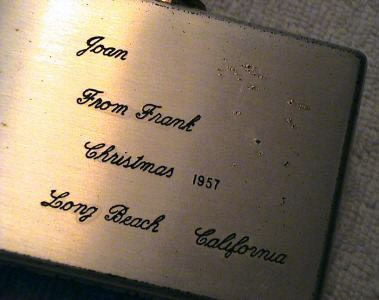 Joan
From Frank
Christmas 1957
Long Beach California